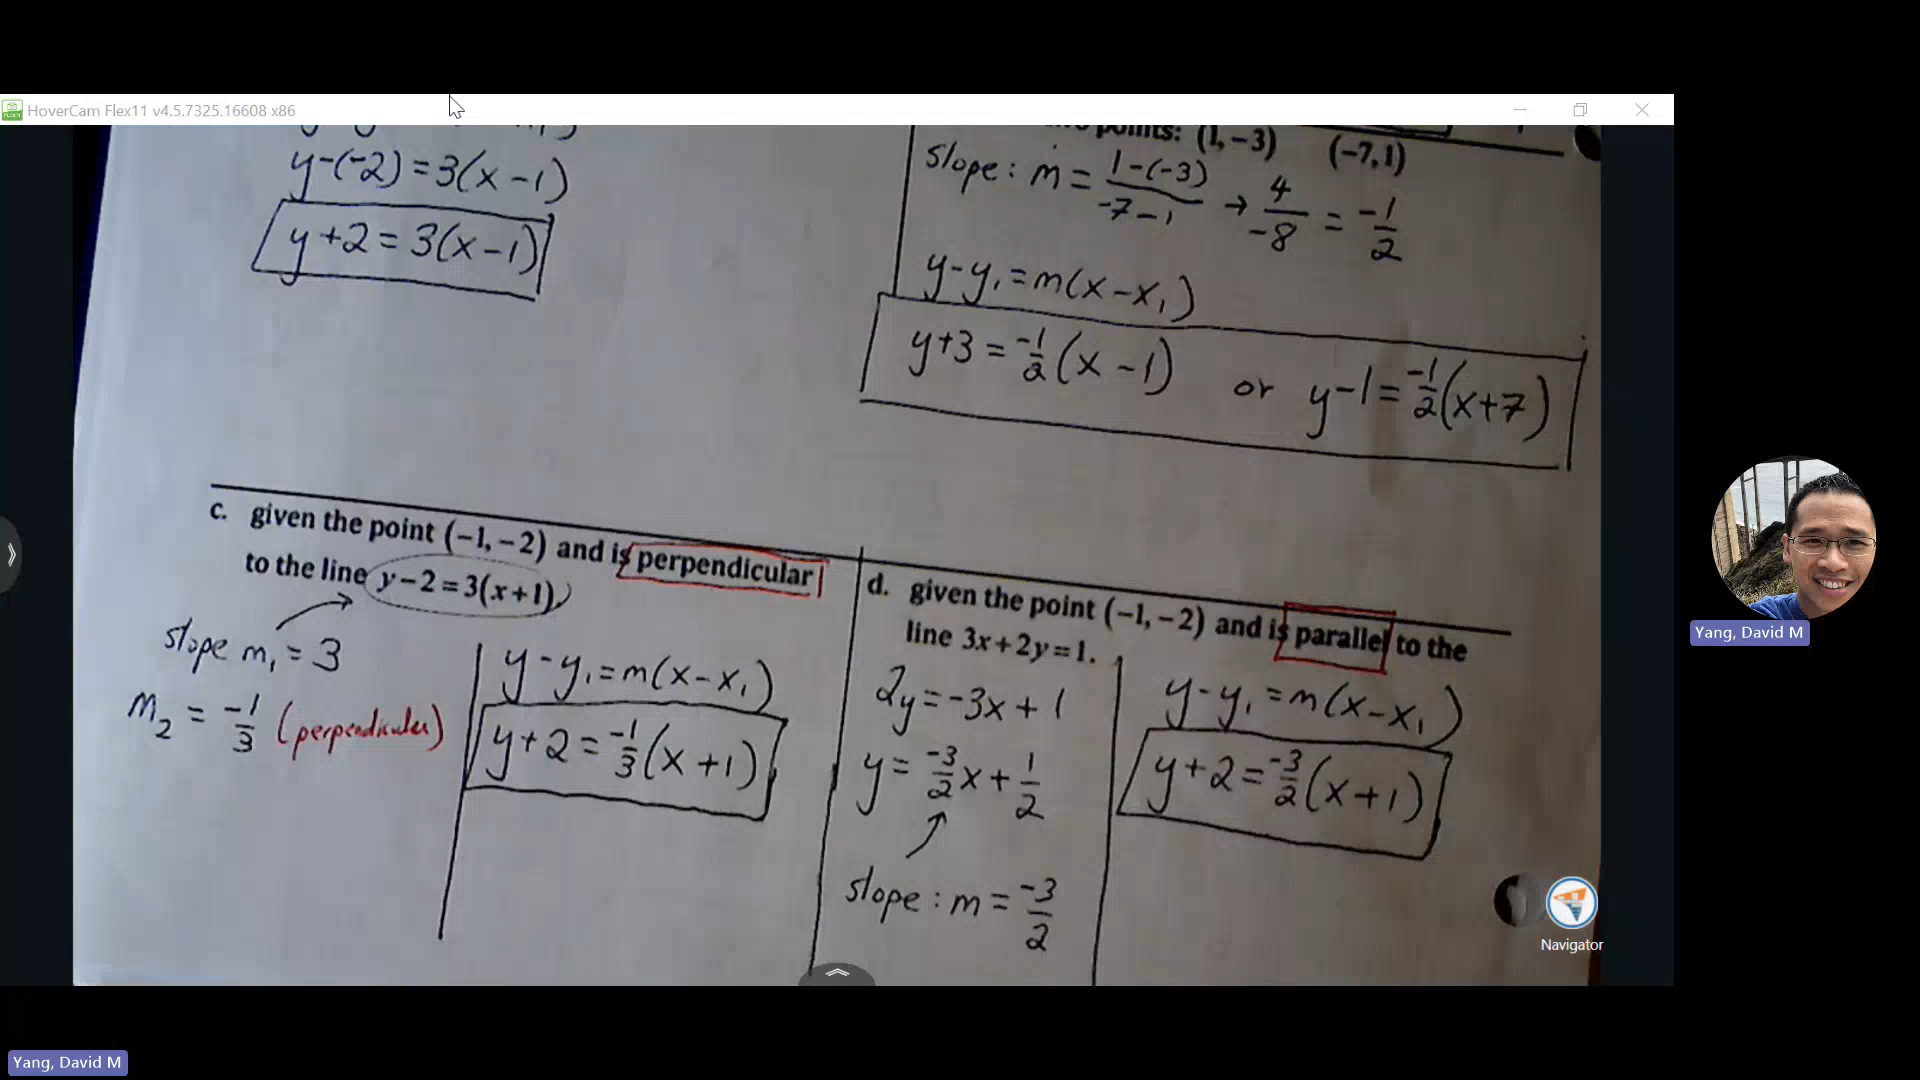 HoverCam Flex11 v4.5.7325.16608 x86
y-(-2)=3(x-1)
y+2=3(x-1)
points: (1,-3) (-7,1)
slope: m = 1-(-3)/-7-1 → 4/-8 = -1/2
y-y₁=m(x-x₁)
y+3=-1/2(x-1) or y-1=-1/2(x+7)
c. given the point (-1,-2) and is perpendicular
to the line y-2=3(x+1).
slope m₁ = 3
m₂ = -1/3 (perpendicular)
y-y₁=m(x-x₁)
y+2=-1/3(x+1)
d. given the point (-1,-2) and is parallel to the
line 3x+2y=1.
2y=-3x+1
y=-3/2x+1/2
slope: m=-3/2
y-y₁=m(x-x₁)
y+2=-3/2(x+1)
Navigator
Yang, David M
Yang, David M